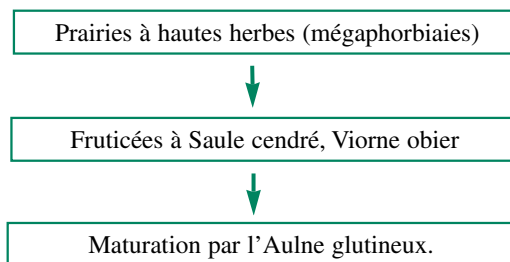 Prairies à hautes herbes (mégaphorbiaies)
Fruticées à Saule cendré, Viorne obier
Maturation par l'Aulne glutineux.